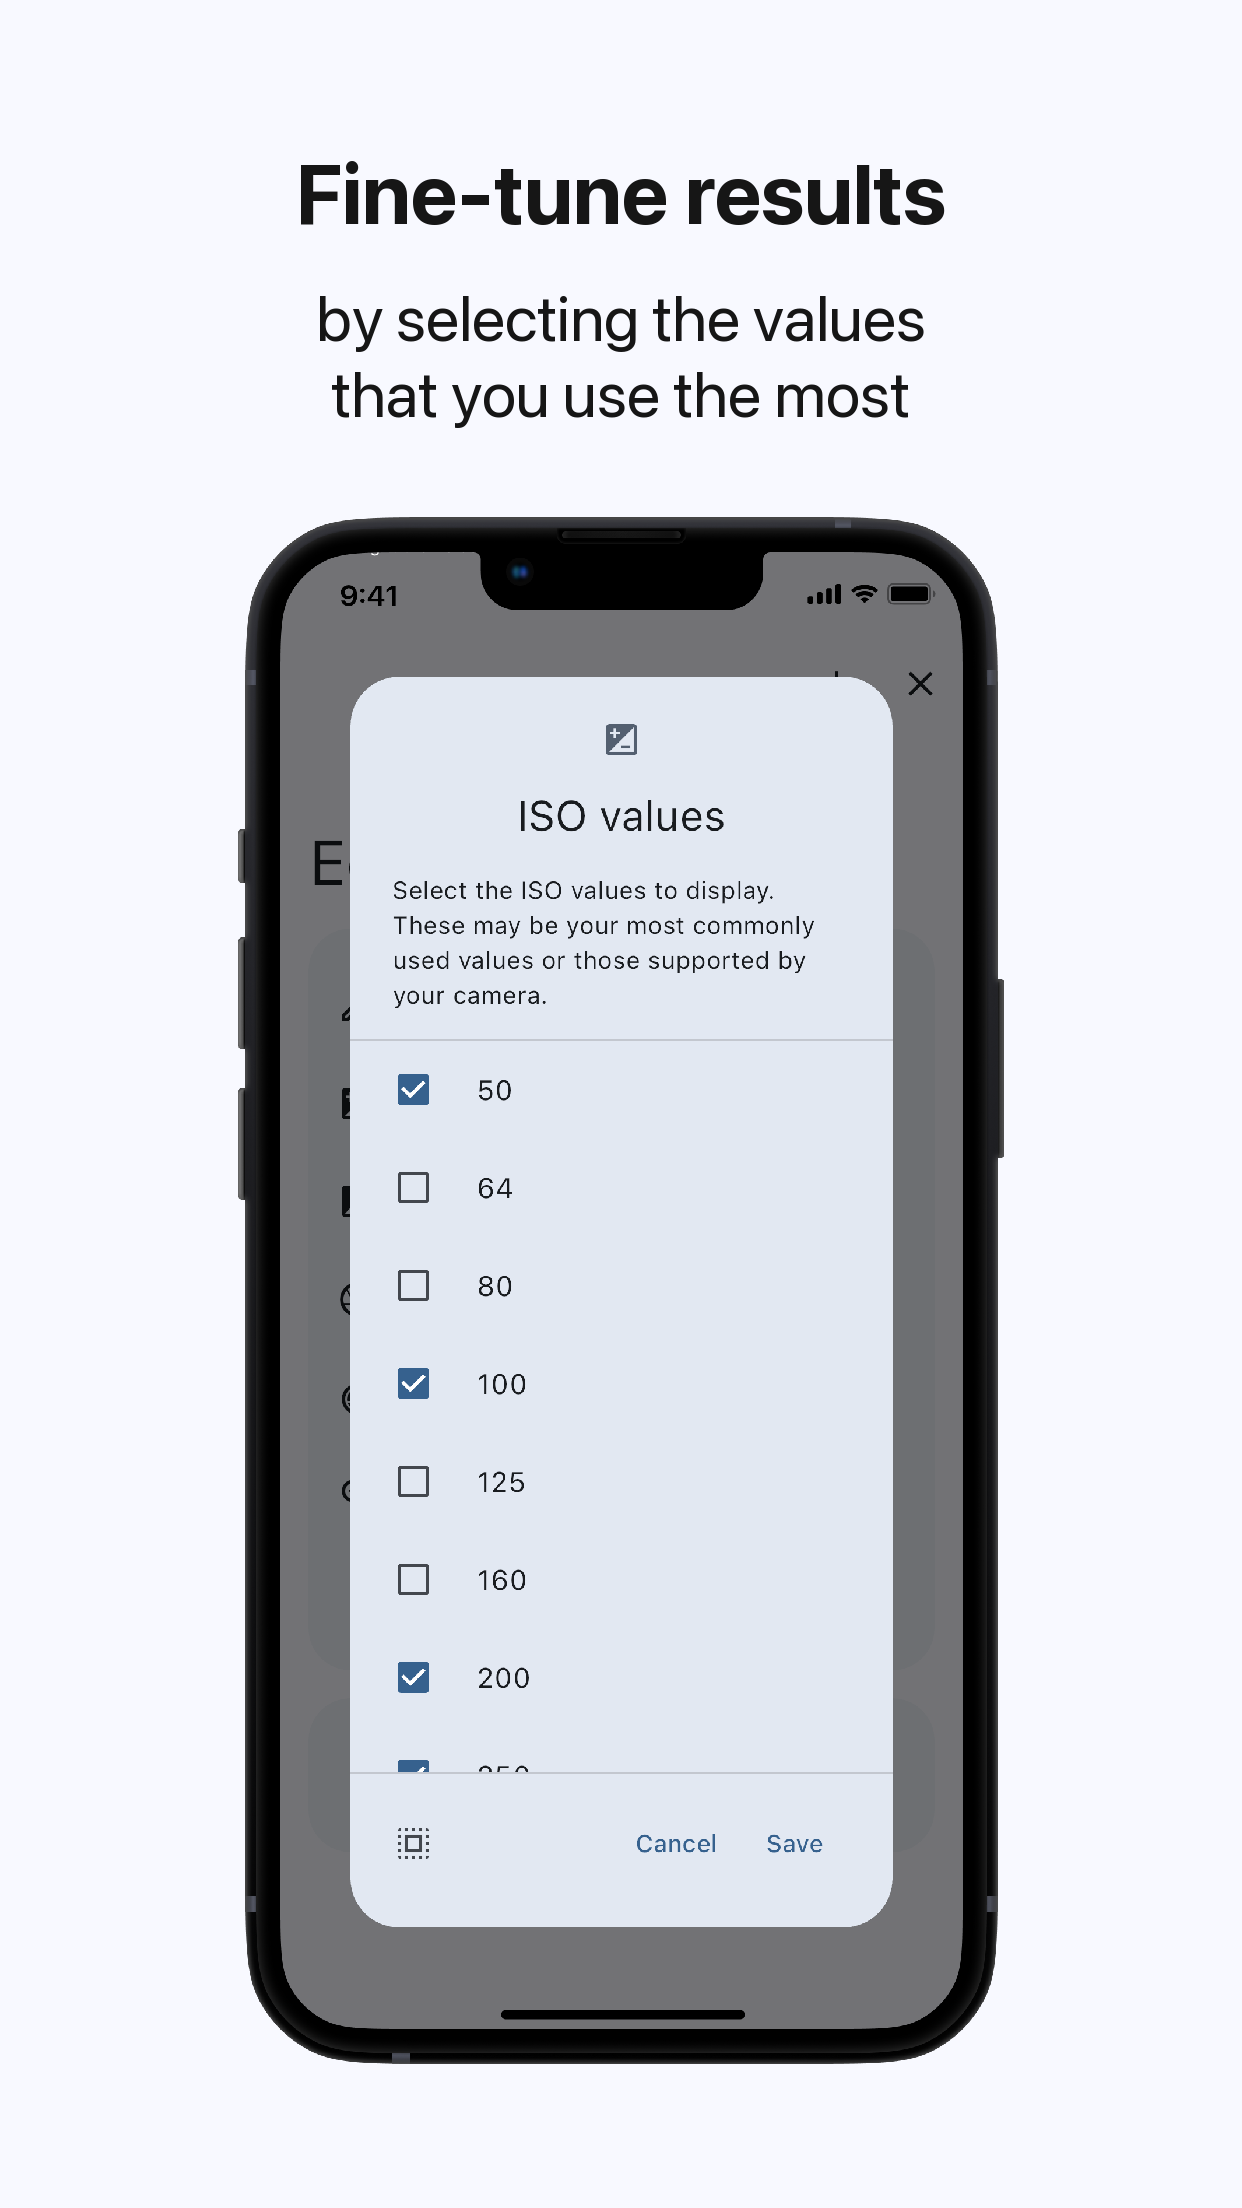 Fine-tune results
by selecting the values
that you use the most
9:41
ISO values
Select the ISO values to display.
These may be your most commonly
used values or those supported by
your camera.
50
64
80
100
125
160
200
Cancel
Save